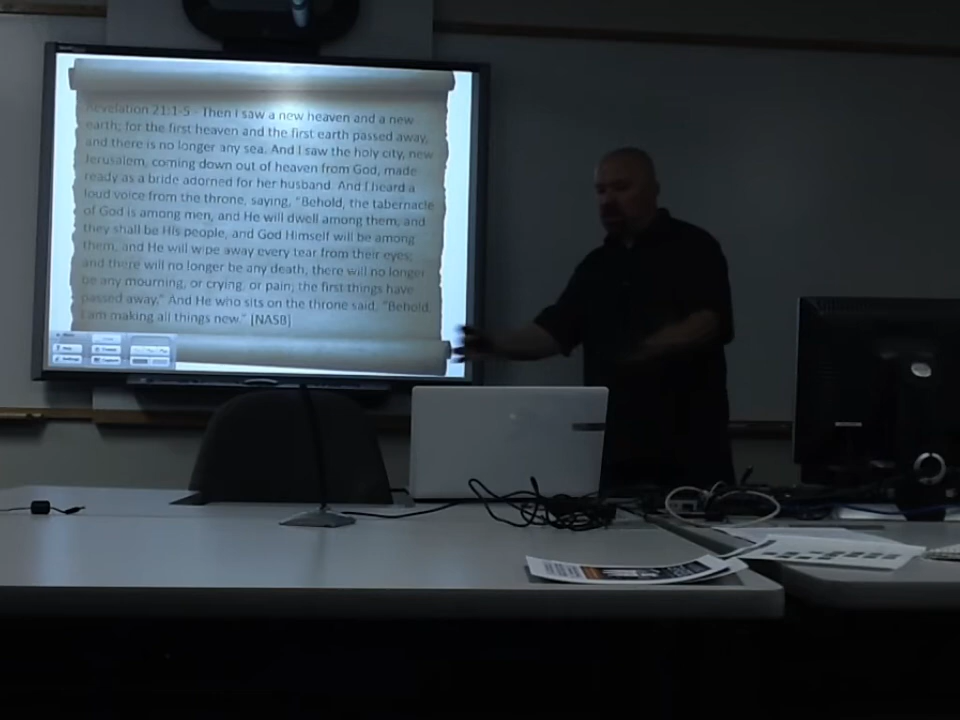 Revelation 21:1-5 - Then I saw a new heaven and a new
earth; for the first heaven and the first earth passed away,
and there is no longer any sea. And I saw the holy city, new
Jerusalem, coming down out of heaven from God, made
ready as a bride adorned for her husband. And I heard a
loud voice from the throne, saying, "Behold, the tabernacle
of God is among men, and He will dwell among them, and
they shall be His people, and God Himself will be among
them, and He will wipe away every tear from their eyes;
and there will no longer be any death; there will no longer
be any mourning, or crying, or pain; the first things have
passed away." And He who sits on the throne said, "Behold,
I am making all things new." [NASB]